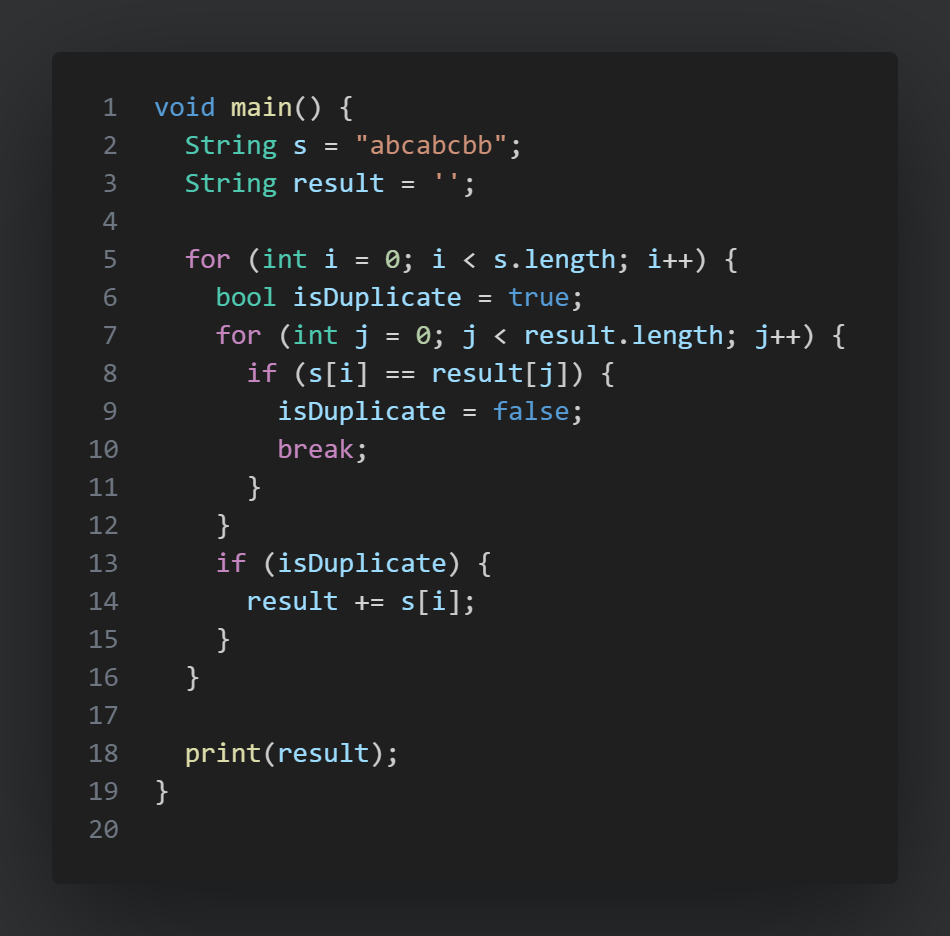 1 void main() {
2   String s = "abcabcbb";
3   String result = '';
4
5   for (int i = 0; i < s.length; i++) {
6     bool isDuplicate = true;
7     for (int j = 0; j < result.length; j++) {
8       if (s[i] == result[j]) {
9         isDuplicate = false;
10         break;
11       }
12     }
13     if (isDuplicate) {
14       result += s[i];
15     }
16   }
17
18   print(result);
19 }
20